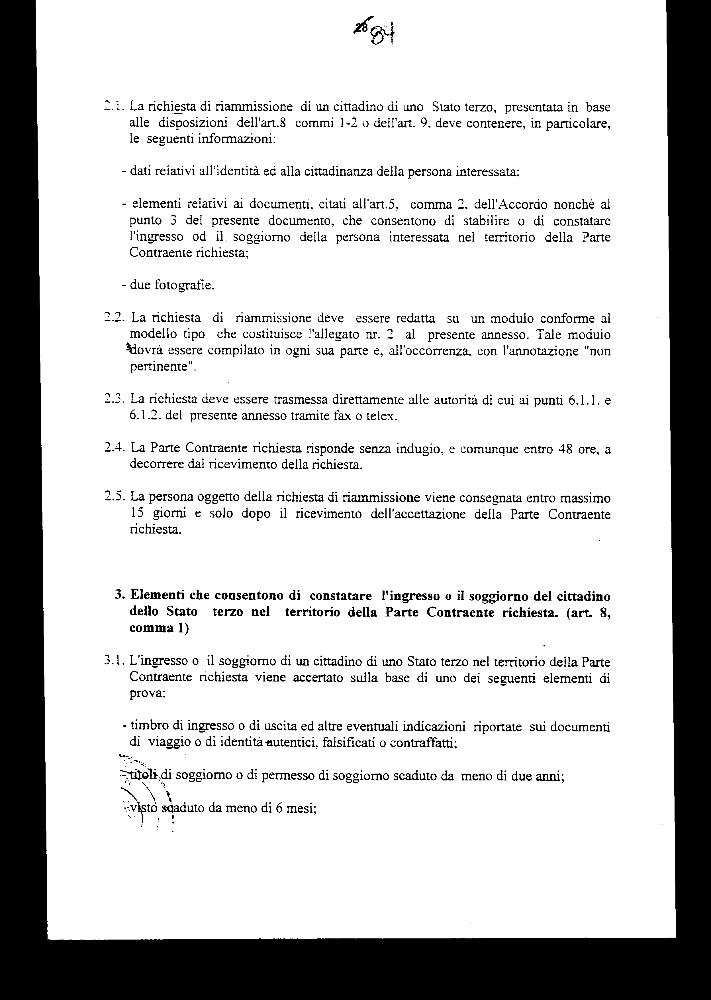 28 84
2.1. La richiesta di riammissione di un cittadino di uno Stato terzo, presentata in base
alle disposizioni dell'art.8 commi 1-2 o dell'art. 9, deve contenere, in particolare,
le seguenti informazioni:
- dati relativi all'identità ed alla cittadinanza della persona interessata;
- elementi relativi ai documenti, citati all'art.5, comma 2, dell'Accordo nonchè al
punto 3 del presente documento, che consentono di stabilire o di constatare
l'ingresso od il soggiorno della persona interessata nel territorio della Parte
Contraente richiesta;
- due fotografie.
2.2. La richiesta di riammissione deve essere redatta su un modulo conforme al
modello tipo che costituisce l'allegato nr. 2 al presente annesso. Tale modulo
dovrà essere compilato in ogni sua parte e, all'occorrenza, con l'annotazione "non
pertinente".
2.3. La richiesta deve essere trasmessa direttamente alle autorità di cui ai punti 6.1.1. e
6.1.2. del presente annesso tramite fax o telex.
2.4. La Parte Contraente richiesta risponde senza indugio, e comunque entro 48 ore, a
decorrere dal ricevimento della richiesta.
2.5. La persona oggetto della richiesta di riammissione viene consegnata entro massimo
15 giorni e solo dopo il ricevimento dell'accettazione della Parte Contraente
richiesta.
3. Elementi che consentono di constatare l'ingresso o il soggiorno del cittadino
dello Stato terzo nel territorio della Parte Contraente richiesta. (art. 8,
comma 1)
3.1. L'ingresso o il soggiorno di un cittadino di uno Stato terzo nel territorio della Parte
Contraente richiesta viene accertato sulla base di uno dei seguenti elementi di
prova:
- timbro di ingresso o di uscita ed altre eventuali indicazioni riportate sui documenti
di viaggio o di identità autentici, falsificati o contraffatti;
- titoli di soggiorno o di permesso di soggiorno scaduto da meno di due anni;
- visto scaduto da meno di 6 mesi;